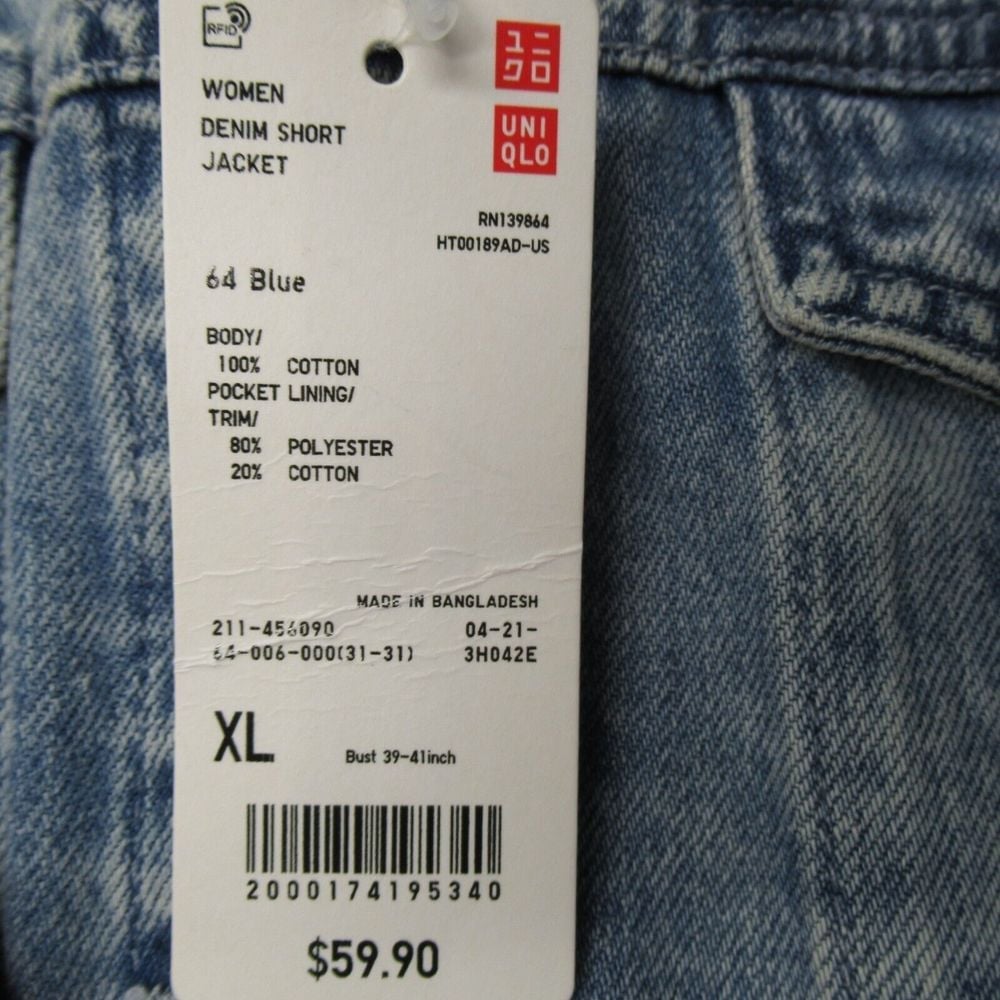 RFID
ユニ
クロ
WOMEN
DENIM SHORT
JACKET
UNI
QLO
RN139864
HT00189AD-US
64 Blue
BODY/
100% COTTON
POCKET LINING/
TRIM/
80% POLYESTER
20% COTTON
MADE IN BANGLADESH
211-456090 04-21-
64-006-000(31-31) 3H042E
XL Bust 39-41inch
2000174195340
$59.90